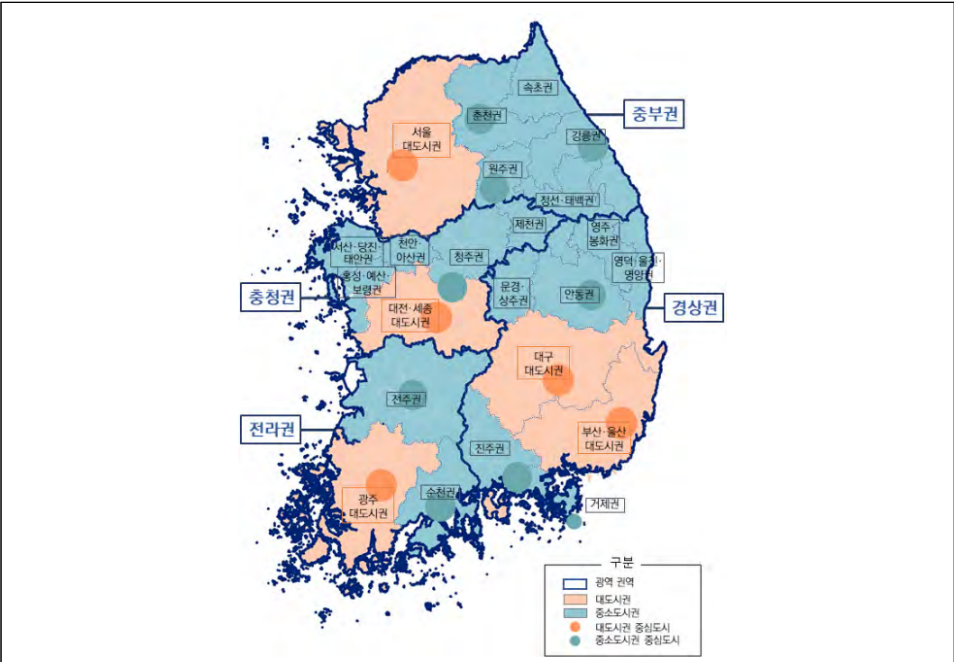 속초권
중부권
춘천권
서울
대도시권
강릉권
원주권
정선·태백권
제천권
영주·
봉화권
서산·당진·
태안권
천안
아산권
청주권
영덕·울진·
영양권
홍성·예산·
보령권
문경·
상주권
안동권
충청권
경상권
대전·세종
대도시권
대구
대도시권
전주권
전라권
부산·울산
대도시권
진주권
광주
대도시권
순천권
거제권
구분
광역 권역
대도시권
중소도시권
대도시권 중심도시
중소도시권 중심도시